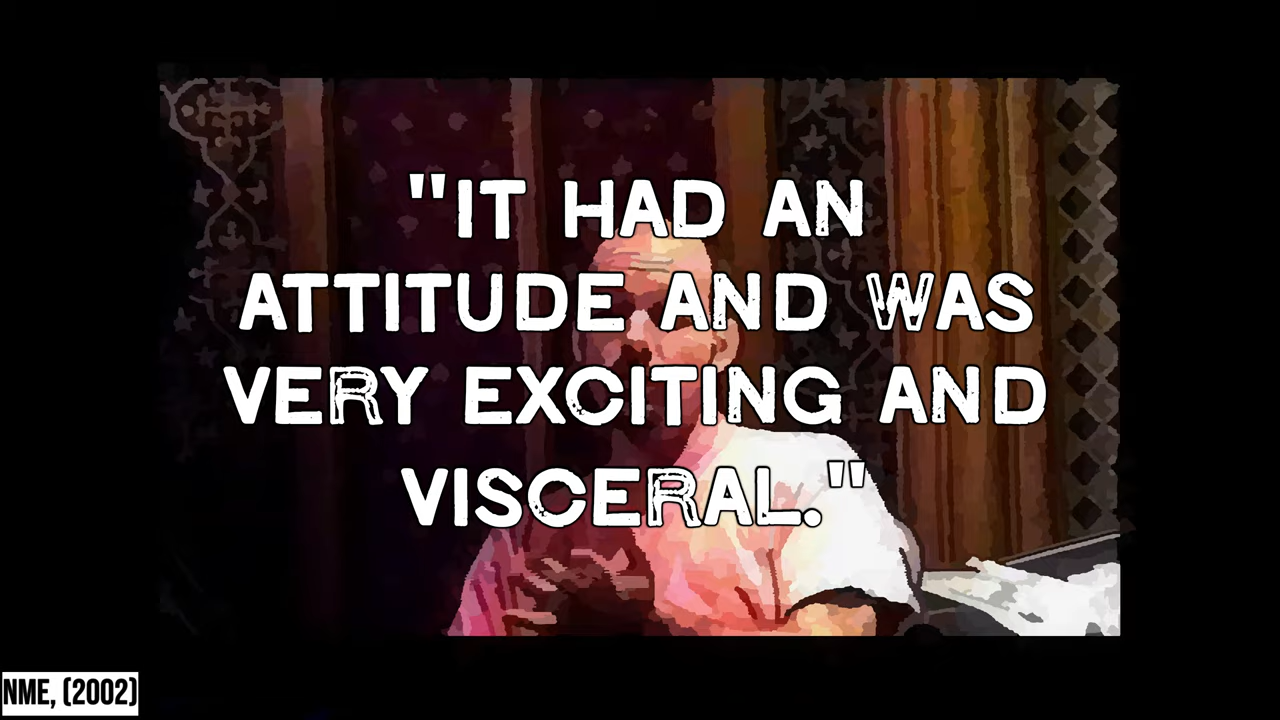 "IT HAD AN
ATTITUDE AND WAS
VERY EXCITING AND
VISCERAL."
NME, (2002)